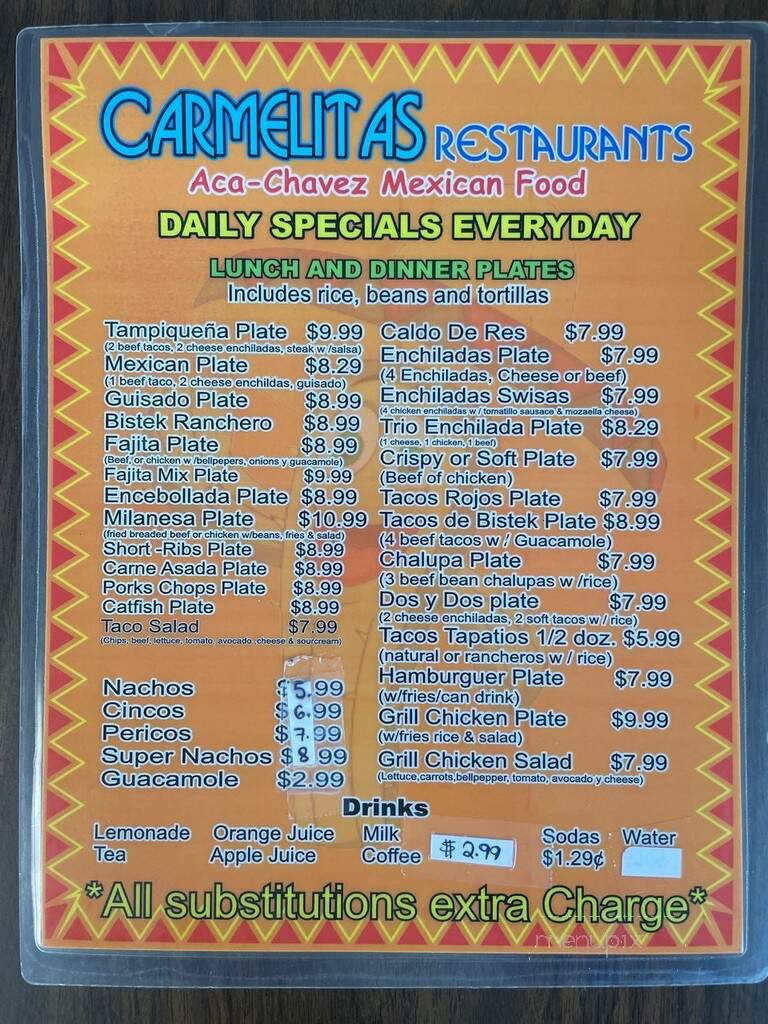 CARMELITAS RESTAURANTS
Aca-Chavez Mexican Food
DAILY SPECIALS EVERYDAY
LUNCH AND DINNER PLATES
Includes rice, beans and tortillas
Tampiqueña Plate $9.99
(2 beef tacos, 2 cheese enchiladas, steak w/salsa)
Mexican Plate $8.29
(1 beef taco, 2 cheese enchildas, guisado)
Guisado Plate $8.99
Bistek Ranchero $8.99
Fajita Plate $8.99
(Beef, or chicken w/bellpepers, onions y guacamole)
Fajita Mix Plate $9.99
Encebollada Plate $8.99
Milanesa Plate $10.99
(fried breaded beef or chicken w/beans, fries & salad)
Short -Ribs Plate $8.99
Carne Asada Plate $8.99
Porks Chops Plate $8.99
Catfish Plate $8.99
Taco Salad $7.99
(Chips, beef, lettuce, tomato, avocado ,cheese & sourcream)
Nachos $5.99
Cincos $6.99
Pericos $7.99
Super Nachos $8.99
Guacamole $2.99
Caldo De Res $7.99
Enchiladas Plate $7.99
(4 Enchiladas, Cheese or beef)
Enchiladas Swisas $7.99
(4 chicken enchiladas w / tomatillo sausace & mozaella cheese)
Trio Enchilada Plate $8.29
(1 cheese, 1 chicken, 1 beef)
Crispy or Soft Plate $7.99
(Beef of chicken)
Tacos Rojos Plate $7.99
Tacos de Bistek Plate $8.99
(4 beef tacos w / Guacamole)
Chalupa Plate $7.99
(3 beef bean chalupas w /rice)
Dos y Dos plate $7.99
(2 cheese enchiladas, 2 soft tacos w / rice)
Tacos Tapatios 1/2 doz. $5.99
(natural or rancheros w / rice)
Hamburguer Plate $7.99
(w/fries/can drink)
Grill Chicken Plate $9.99
(w/fries rice & salad)
Grill Chicken Salad $7.99
(Lettuce,carrots,bellpepper, tomato, avocado y cheese)
Drinks
Lemonade Orange Juice Milk Sodas Water
Tea Apple Juice Coffee $2.99 $1.29¢
*All substitutions extra Charge*
menupix